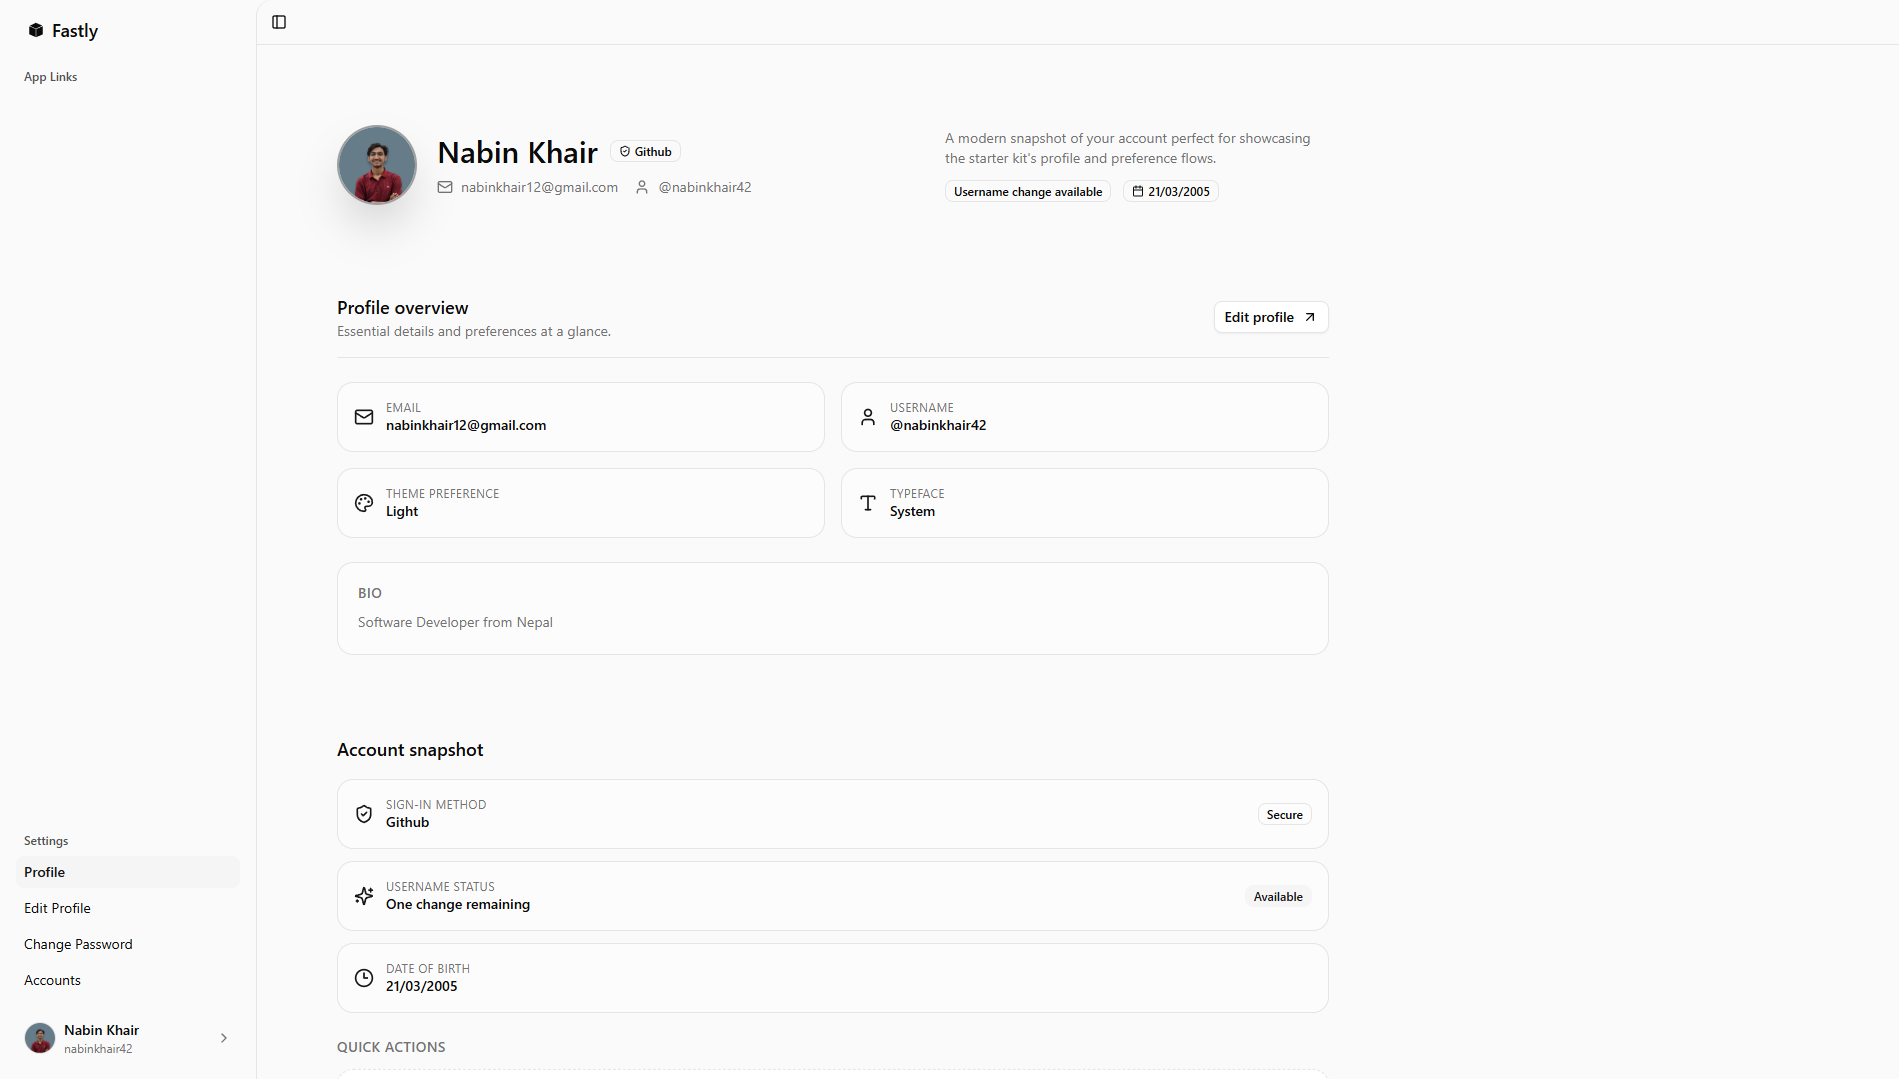 Fastly
App Links
Settings
Profile
Edit Profile
Change Password
Accounts
Nabin Khair
nabinkhair42
Nabin Khair
Github
nabinkhair12@gmail.com
@nabinkhair42
A modern snapshot of your account perfect for showcasing
the starter kit's profile and preference flows.
Username change available
21/03/2005
Profile overview
Essential details and preferences at a glance.
Edit profile
EMAIL
nabinkhair12@gmail.com
USERNAME
@nabinkhair42
THEME PREFERENCE
Light
TYPEFACE
System
BIO
Software Developer from Nepal
Account snapshot
SIGN-IN METHOD
Github
Secure
USERNAME STATUS
One change remaining
Available
DATE OF BIRTH
21/03/2005
QUICK ACTIONS